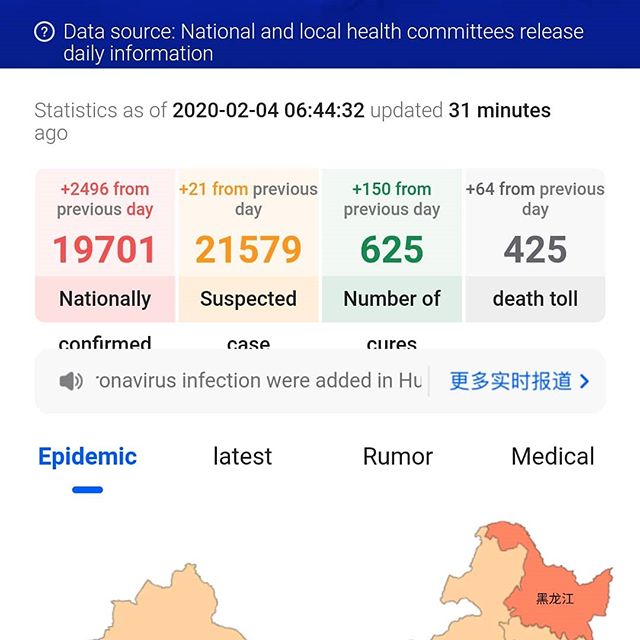 Data source: National and local health committees release
daily information
Statistics as of 2020-02-04 06:44:32 updated 31 minutes
ago
+2496 from
previous day
+21 from previous
day
+150 from
previous day
+64 from previous
day
19701
21579
625
425
Nationally
confirmed
Suspected
case
Number of
cures
death toll
ronavirus infection were added in Hu
更多实时报道 >
Epidemic
latest
Rumor
Medical
黑龙江